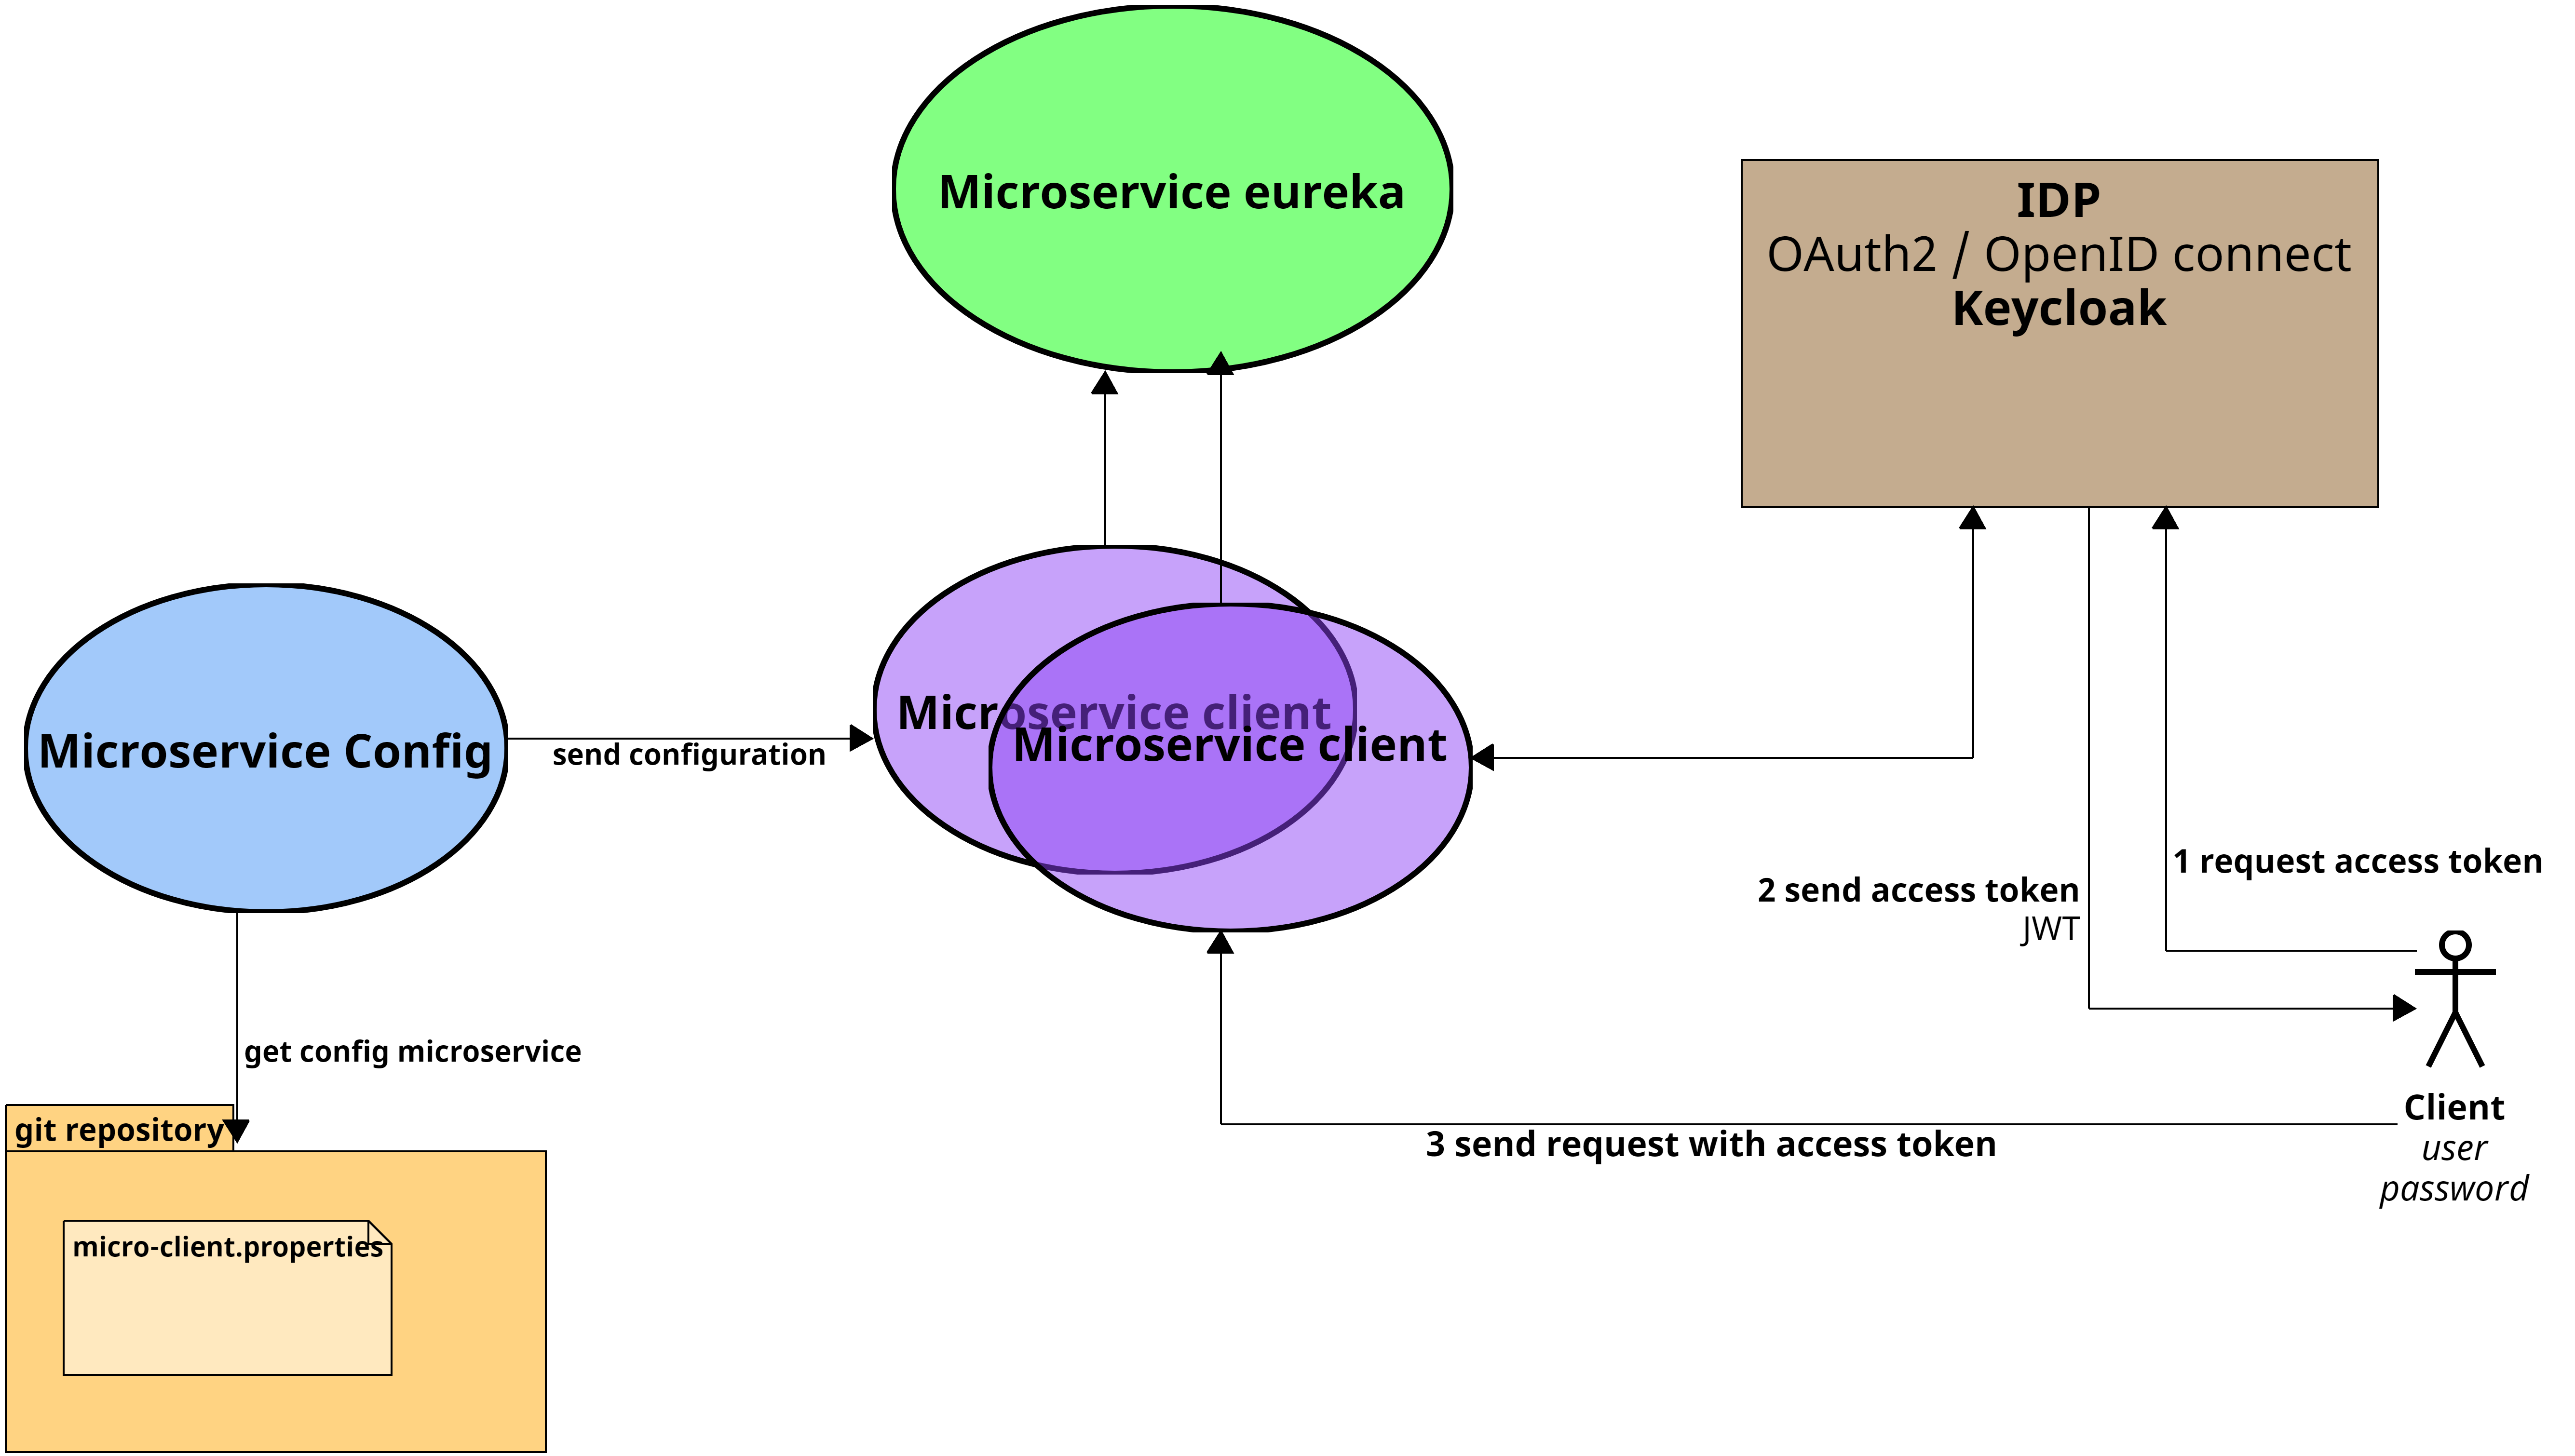 Microservice eureka
IDP
OAuth2 / OpenID connect
Keycloak
Microservice client
Microservice client
Microservice Config
send configuration
1 request access token
2 send access token
JWT
get config microservice
git repository
micro-client.properties
3 send request with access token
Client
user
password